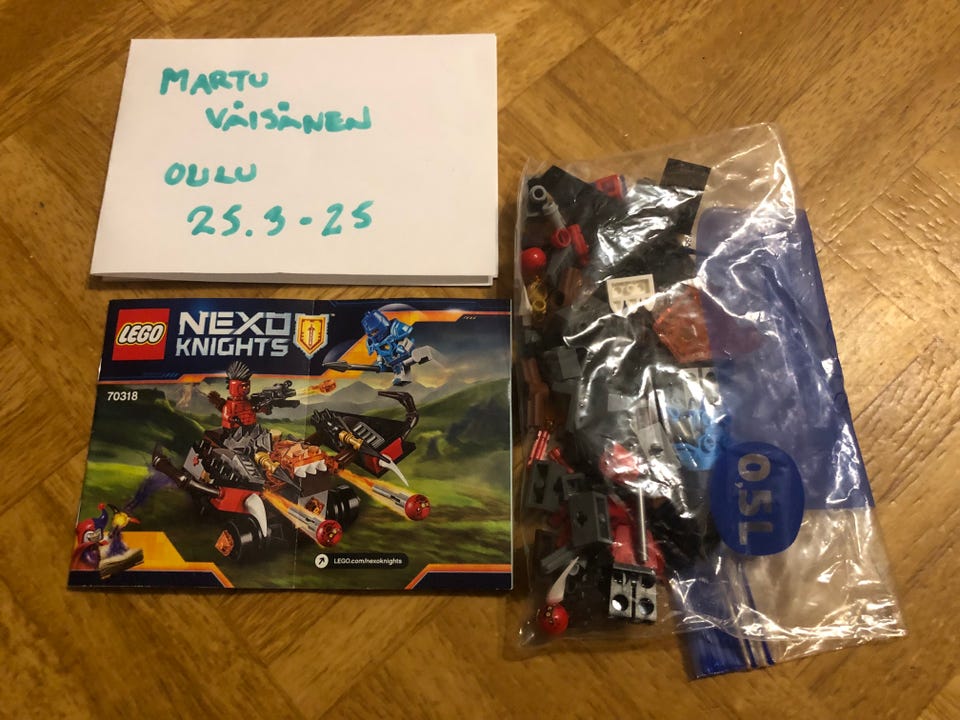 MARTU
VÄISÄNEN
OULU
25.3-25
LEGO
NEXO
KNIGHTS
70318
LEGO.com/nexoknights
0,5L